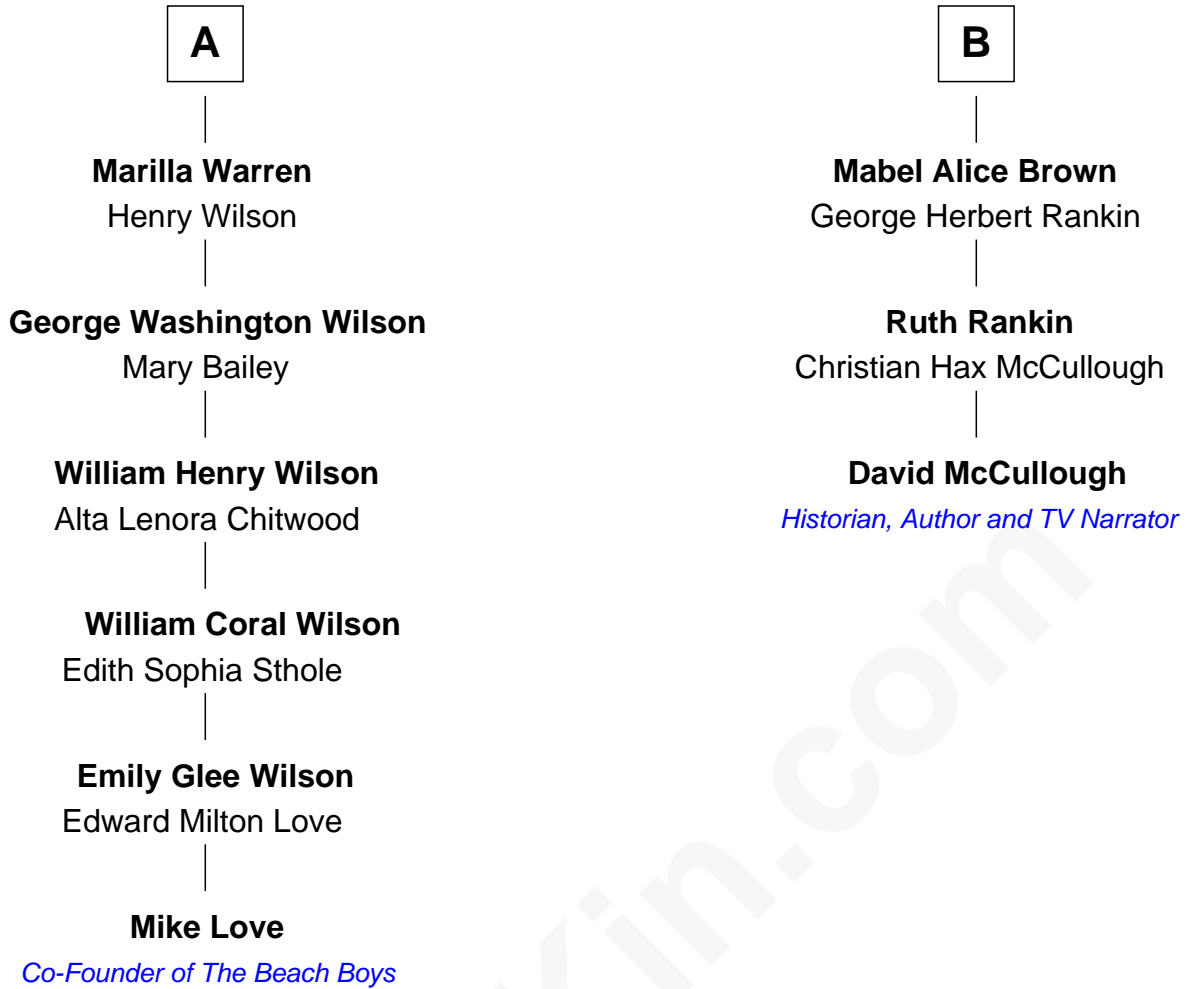 A
Marilla Warren
Henry Wilson
George Washington Wilson
Mary Bailey
William Henry Wilson
Alta Lenora Chitwood
William Coral Wilson
Edith Sophia Sthole
Emily Glee Wilson
Edward Milton Love
Mike Love
Co-Founder of The Beach Boys
B
Mabel Alice Brown
George Herbert Rankin
Ruth Rankin
Christian Hax McCullough
David McCullough
Historian, Author and TV Narrator
kin.com